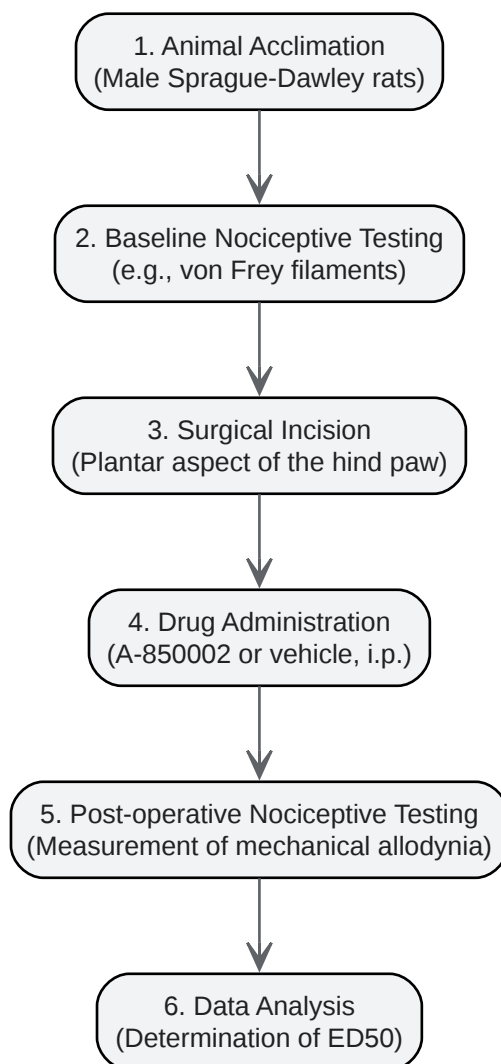 1. Animal Acclimation
(Male Sprague-Dawley rats)
2. Baseline Nociceptive Testing
(e.g., von Frey filaments)
3. Surgical Incision
(Plantar aspect of the hind paw)
4. Drug Administration
(A-850002 or vehicle, i.p.)
5. Post-operative Nociceptive Testing
(Measurement of mechanical allodynia)
6. Data Analysis
(Determination of ED50)